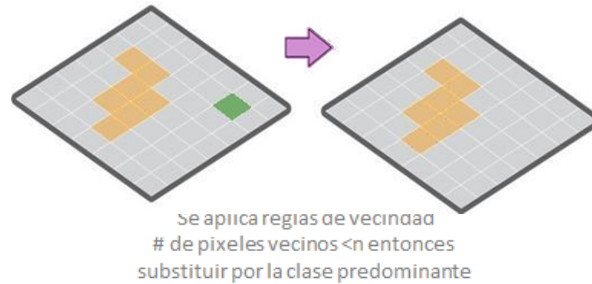 Se aplica reglas de vecindad
# de pixeles vecinos <n entonces
substituir por la clase predominante